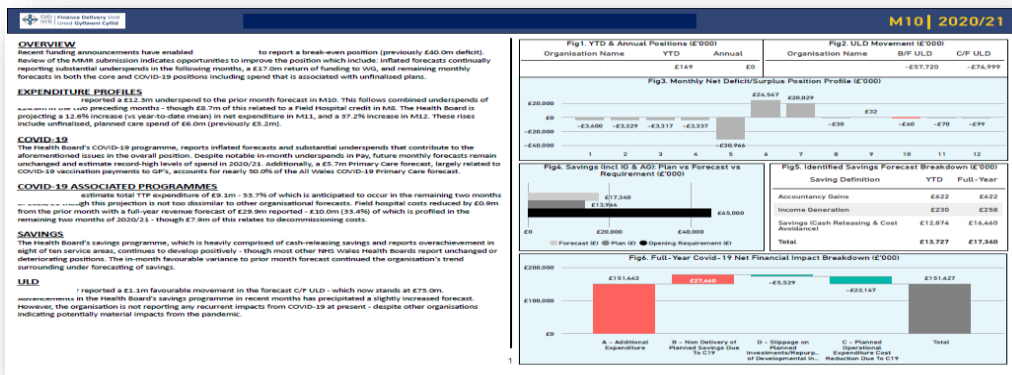 GIG
NHS
Finance Delivery Unit
Uned Gyflawni Cyllid
M10 | 2020/21
OVERVIEW
Recent funding announcements have enabled to report a break-even position (previously £40.0m deficit).
Review of the MMR submission indicates opportunities to improve the position which include: inflated forecasts continually
reporting substantial underspends in the following months, a £17.0m return of funding to WG, and remaining monthly
forecasts in both the core and COVID-19 positions including spend that is associated with unfinalised plans.
EXPENDITURE PROFILES
reported a £12.3m underspend to the prior month forecast in M10. This follows combined underspends of
in the two preceding months - though £8.7m of this related to a Field Hospital credit in M8. The Health Board is
projecting a 12.6% increase (vs year-to-date mean) in net expenditure in M11, and a 37.2% increase in M12. These rises
include unfinalised, planned care spend of £6.0m (previously £5.2m).
COVID-19
The Health Board's COVID-19 programme, reports inflated forecasts and substantial underspends that contribute to the
aforementioned issues in the overall position. Despite notable in-month underspends in Pay, future monthly forecasts remain
unchanged and estimate record-high levels of spend in 2020/21. Additionally, a £5.7m Primary Care forecast, largely related to
COVID-19 vaccination payments to GP's, accounts for nearly 50.0% of the All Wales COVID-19 Primary Care forecast.
COVID-19 ASSOCIATED PROGRAMMES
estimate total TTP expenditure of £9.1m - 53.7% of which is anticipated to occur in the remaining two months
though this projection is not too dissimilar to other organisational forecasts. Field hospital costs reduced by £0.9m
from the prior month with a full-year revenue forecast of £29.9m reported - £10.0m (33.4%) of which is profiled in the
remaining two months of 2020/21 - though £7.9m of this relates to decommissioning costs.
SAVINGS
The Health Board's savings programme, which is heavily comprised of cash-releasing savings and reports overachievement in
eight of ten service areas, continues to develop positively - though most other NHS Wales Health Boards report unchanged or
deteriorating positions. The in-month favourable variance to prior month forecast continued the organisation's trend
surrounding under forecasting of savings.
ULD
reported a £1.1m favourable movement in the forecast C/F ULD - which now stands at £75.0m.
Advancements in the Health Board's savings programme in recent months has precipitated a slightly increased forecast.
However, the organisation is not reporting any recurrent impacts from COVID-19 at present - despite other organisations
indicating potentially material impacts from the pandemic.
1
Fig1. YTD & Annual Positions (£'000)
Organisation Name YTD Annual
£169 £0
Fig2. ULD Movement (£'000)
Organisation Name B/F ULD C/F ULD
-£57,720 -£74,999
Fig3. Monthly Net Deficit/Surplus Position Profile (£'000)
£20,000
£0
-£20,000
-£40,000
-£3,400 -£3,329 -£3,317 -£3,337 -£30,966 £24,567 £20,029 -£30 £32 -£60 -£70 -£99
1 2 3 4 5 6 7 8 9 10 11 12
Fig4. Savings (incl IG & AG): Plan vs Forecast vs
Requirement (£'000)
£17,340
£13,964
£45,000
£0 £20,000 £40,000
Forecast (£) Plan (£) Opening Requirement (£)
Fig5. Identified Savings Forecast Breakdown (£'000)
Saving Definition YTD Full-Year
Accountancy Gains £622 £622
Income Generation £230 £258
Savings (Cash Releasing & Cost £12,874 £16,460
Avoidance)
Total £13,727 £17,340
Fig6. Full-Year Covid-19 Net Financial Impact Breakdown (£'000)
£200,000
£100,000
£0
£151,443 £27,660 -£5,529 -£22,147 £151,427
A - Additional
Expenditure
B - Non Delivery of
Planned Savings Due
To C19
D - Slippage on
Planned
Investments/Repurp...
of Developmental In...
C - Planned
Operational
Expenditure Cost
Reduction Due To C19
Total